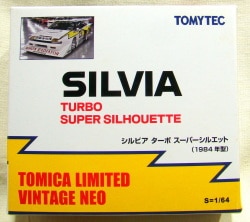 TOMYTEC
SILVIA
TURBO
SUPER SILHOUETTE
シルビア ターボ スーパーシルエット
(1984年型)
TOMICA LIMITED
VINTAGE NEO
S=1/64